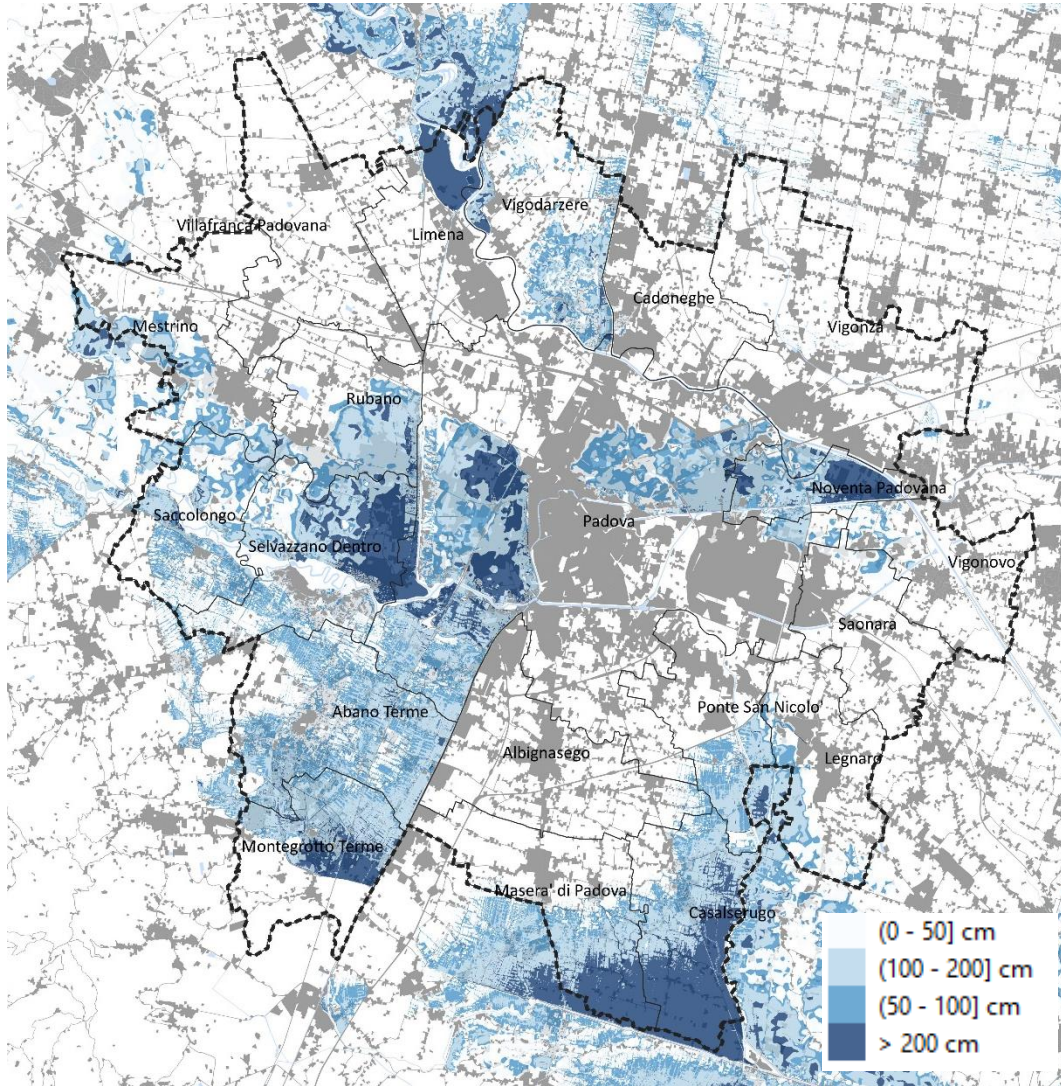 Vigodarzere
Villafranca Padovana
Limena
Cadoneghe
Mestrino
Vigonza
Rubano
Noventa Padovana
Saccolongo
Padova
Selvazzano Dentro
Vigonovo
Saonara
Abano Terme
Ponte San Nicolo
Albignasego
Legnaro
Montegrotto Terme
Masera' di Padova
Casalserugo
(0 - 50] cm
(100 - 200] cm
(50 - 100] cm
> 200 cm